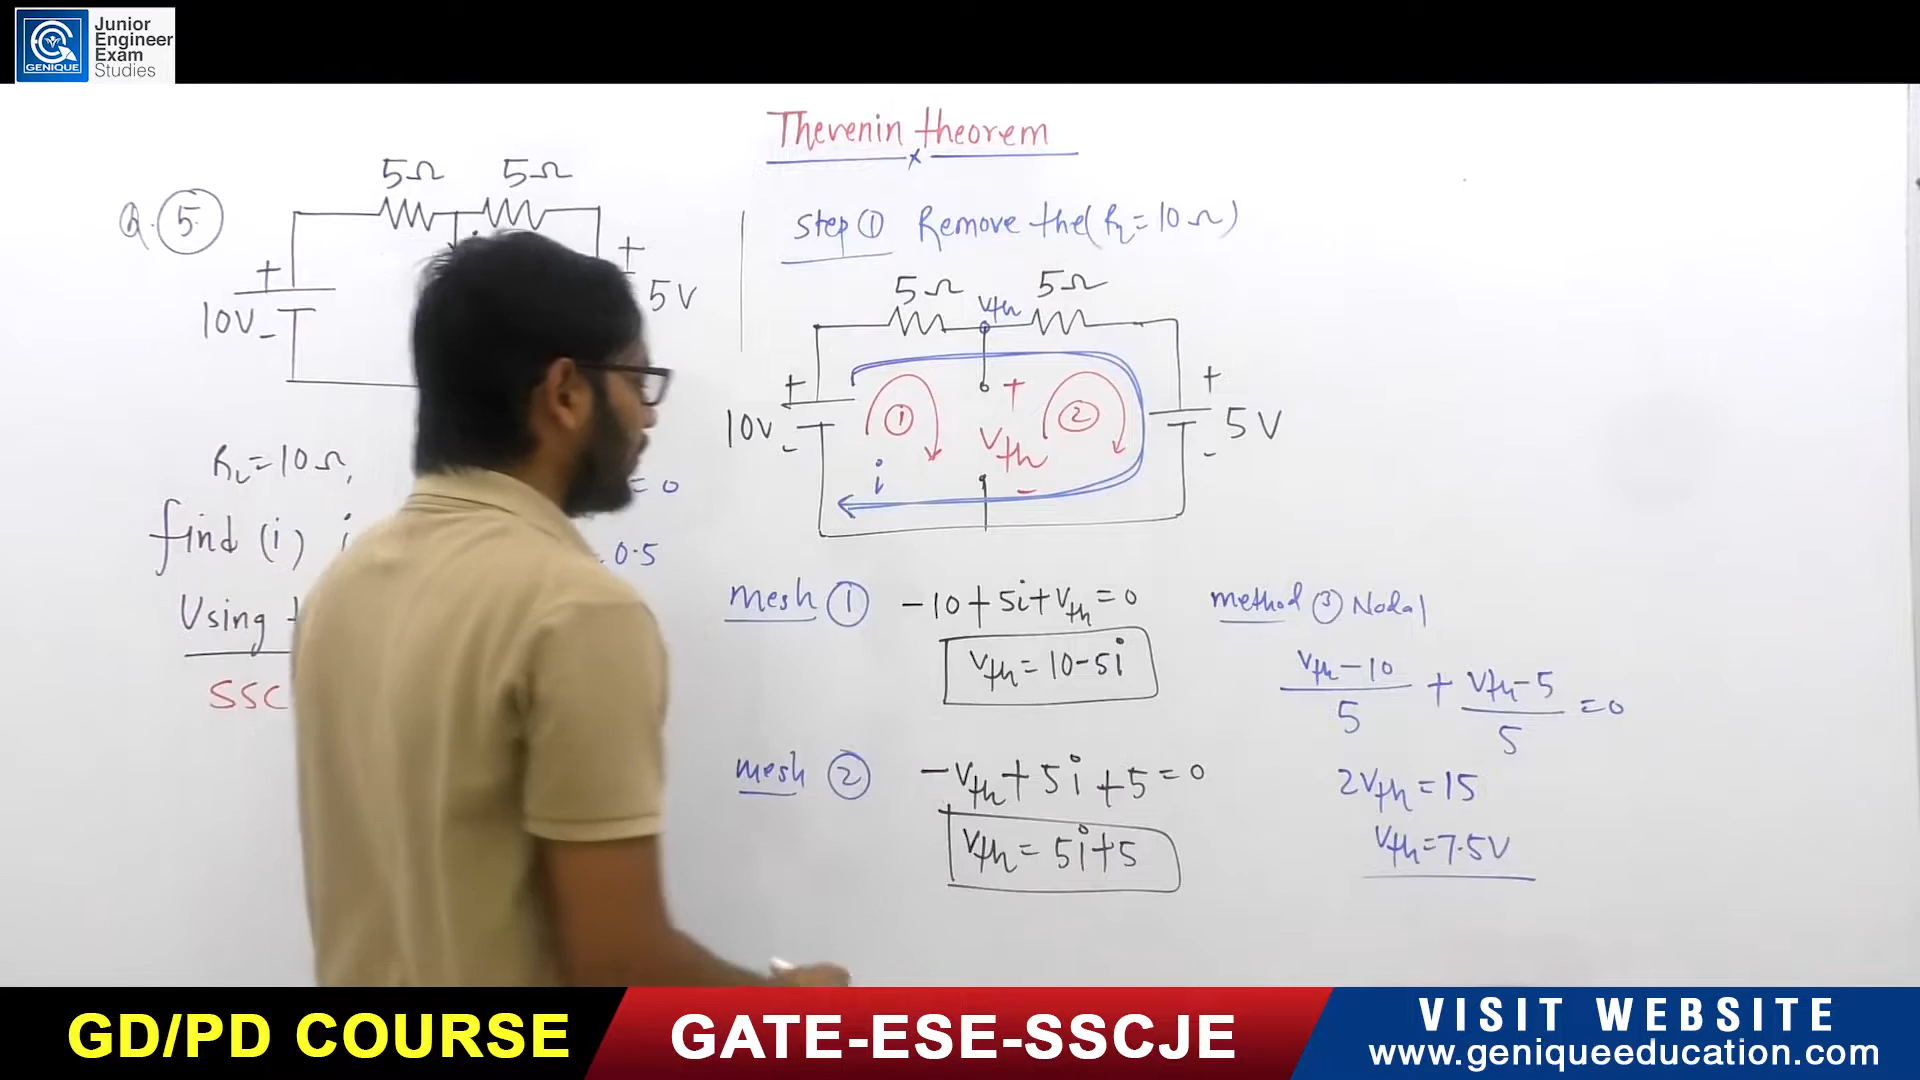 Junior
Engineer
Exam
Studies
GENIQUE
Thevenin theorem
Q. 5.
5Ω 5Ω
+
10V
-
+
5V
RL=10Ω,
find (i) i
Using
SSC
= 0
0.5
Step ① Remove the (RL=10Ω)
5Ω Vth 5Ω
+
10V
-
①
i
+
Vth
-
②
+
5V
-
mesh ① -10+5i+Vth=0
Vth=10-5i
mesh ② -Vth+5i+5=0
Vth=5i+5
method ③ Nodal
Vth-10/5 + Vth-5/5 =0
2Vth=15
Vth=7.5V
GD/PD COURSE
GATE-ESE-SSCJE
VISIT WEBSITE
www.geniqueeducation.com